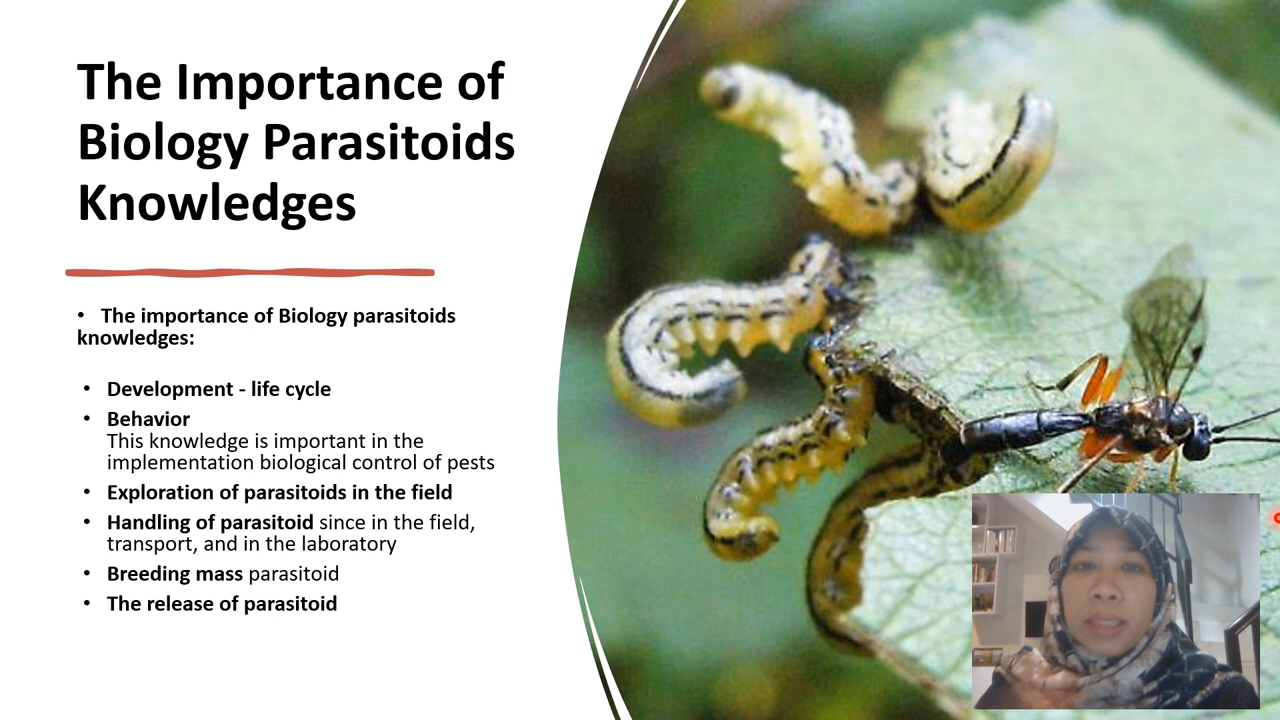 The Importance of
Biology Parasitoids
Knowledges
• The importance of Biology parasitoids
knowledges:
• Development - life cycle
• Behavior
This knowledge is important in the
implementation biological control of pests
• Exploration of parasitoids in the field
• Handling of parasitoid since in the field,
transport, and in the laboratory
• Breeding mass parasitoid
• The release of parasitoid